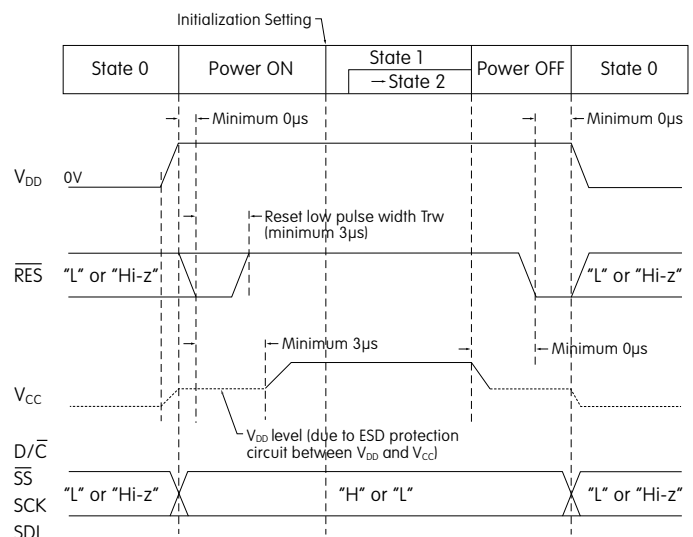 Initialization Setting
State 0
Power ON
State 1
→ State 2
Power OFF
State 0
Minimum 0µs
Minimum 0µs
VDD
0V
Reset low pulse width Trw
(minimum 3µs)
RES
"L" or "Hi-z"
"L" or "Hi-z"
Minimum 3µs
Minimum 0µs
VCC
VDD level (due to ESD protection
circuit between VDD and VCC)
D/C
SS
SCK
SDI
"L" or "Hi-z"
"H" or "L"
"L" or "Hi-z"